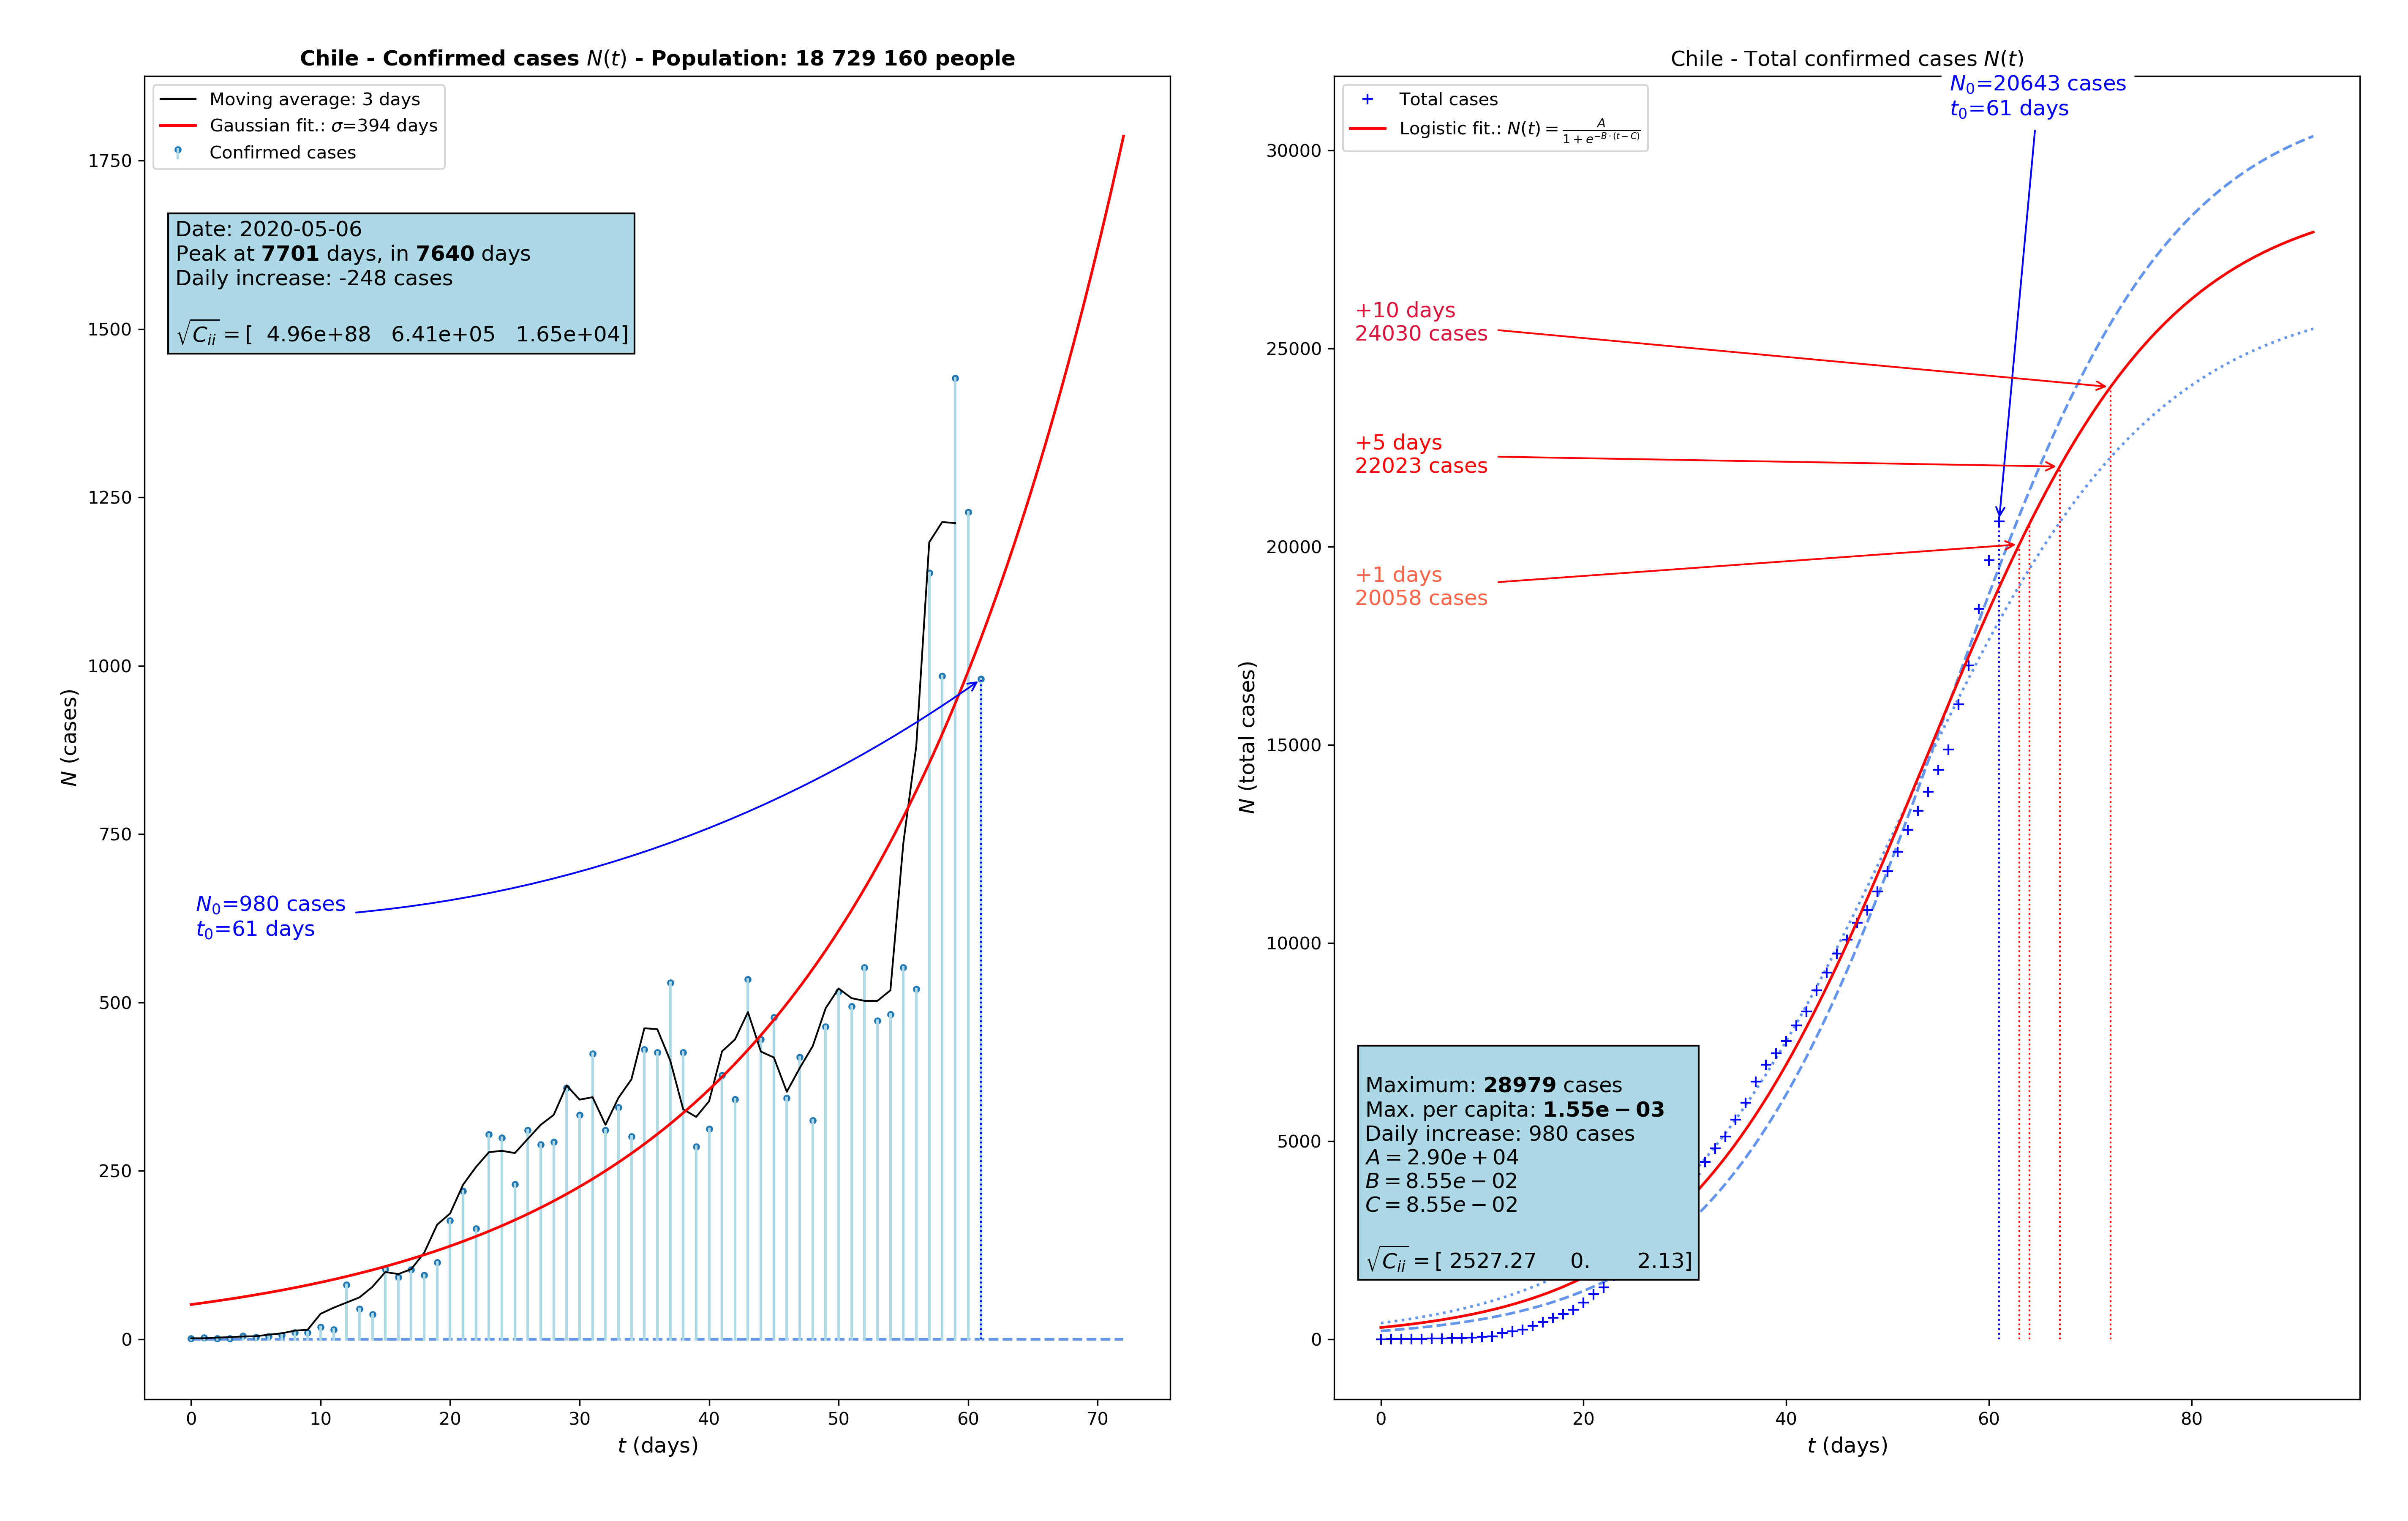 Chile - Confirmed cases N(t) - Population: 18 729 160 people
Moving average: 3 days
Gaussian fit.: σ=394 days
Confirmed cases
Date: 2020-05-06
Peak at 7701 days, in 7640 days
Daily increase: -248 cases
√C_ii = [ 4.96e+88 6.41e+05 1.65e+04]
N_0=980 cases
t_0=61 days
N (cases)
1750
1500
1250
1000
750
500
250
0
0 10 20 30 40 50 60 70
t (days)
Chile - Total confirmed cases N(t)
N_0=20643 cases
t_0=61 days
Total cases
Logistic fit.: N(t) = A / (1 + e^{-B·(t-C)})
+10 days
24030 cases
+5 days
22023 cases
+1 days
20058 cases
Maximum: 28979 cases
Max. per capita: 1.55e − 03
Daily increase: 980 cases
A = 2.90e + 04
B = 8.55e − 02
C = 8.55e − 02
√C_ii = [ 2527.27 0. 2.13]
N (total cases)
30000
25000
20000
15000
10000
5000
0
0 20 40 60 80
t (days)